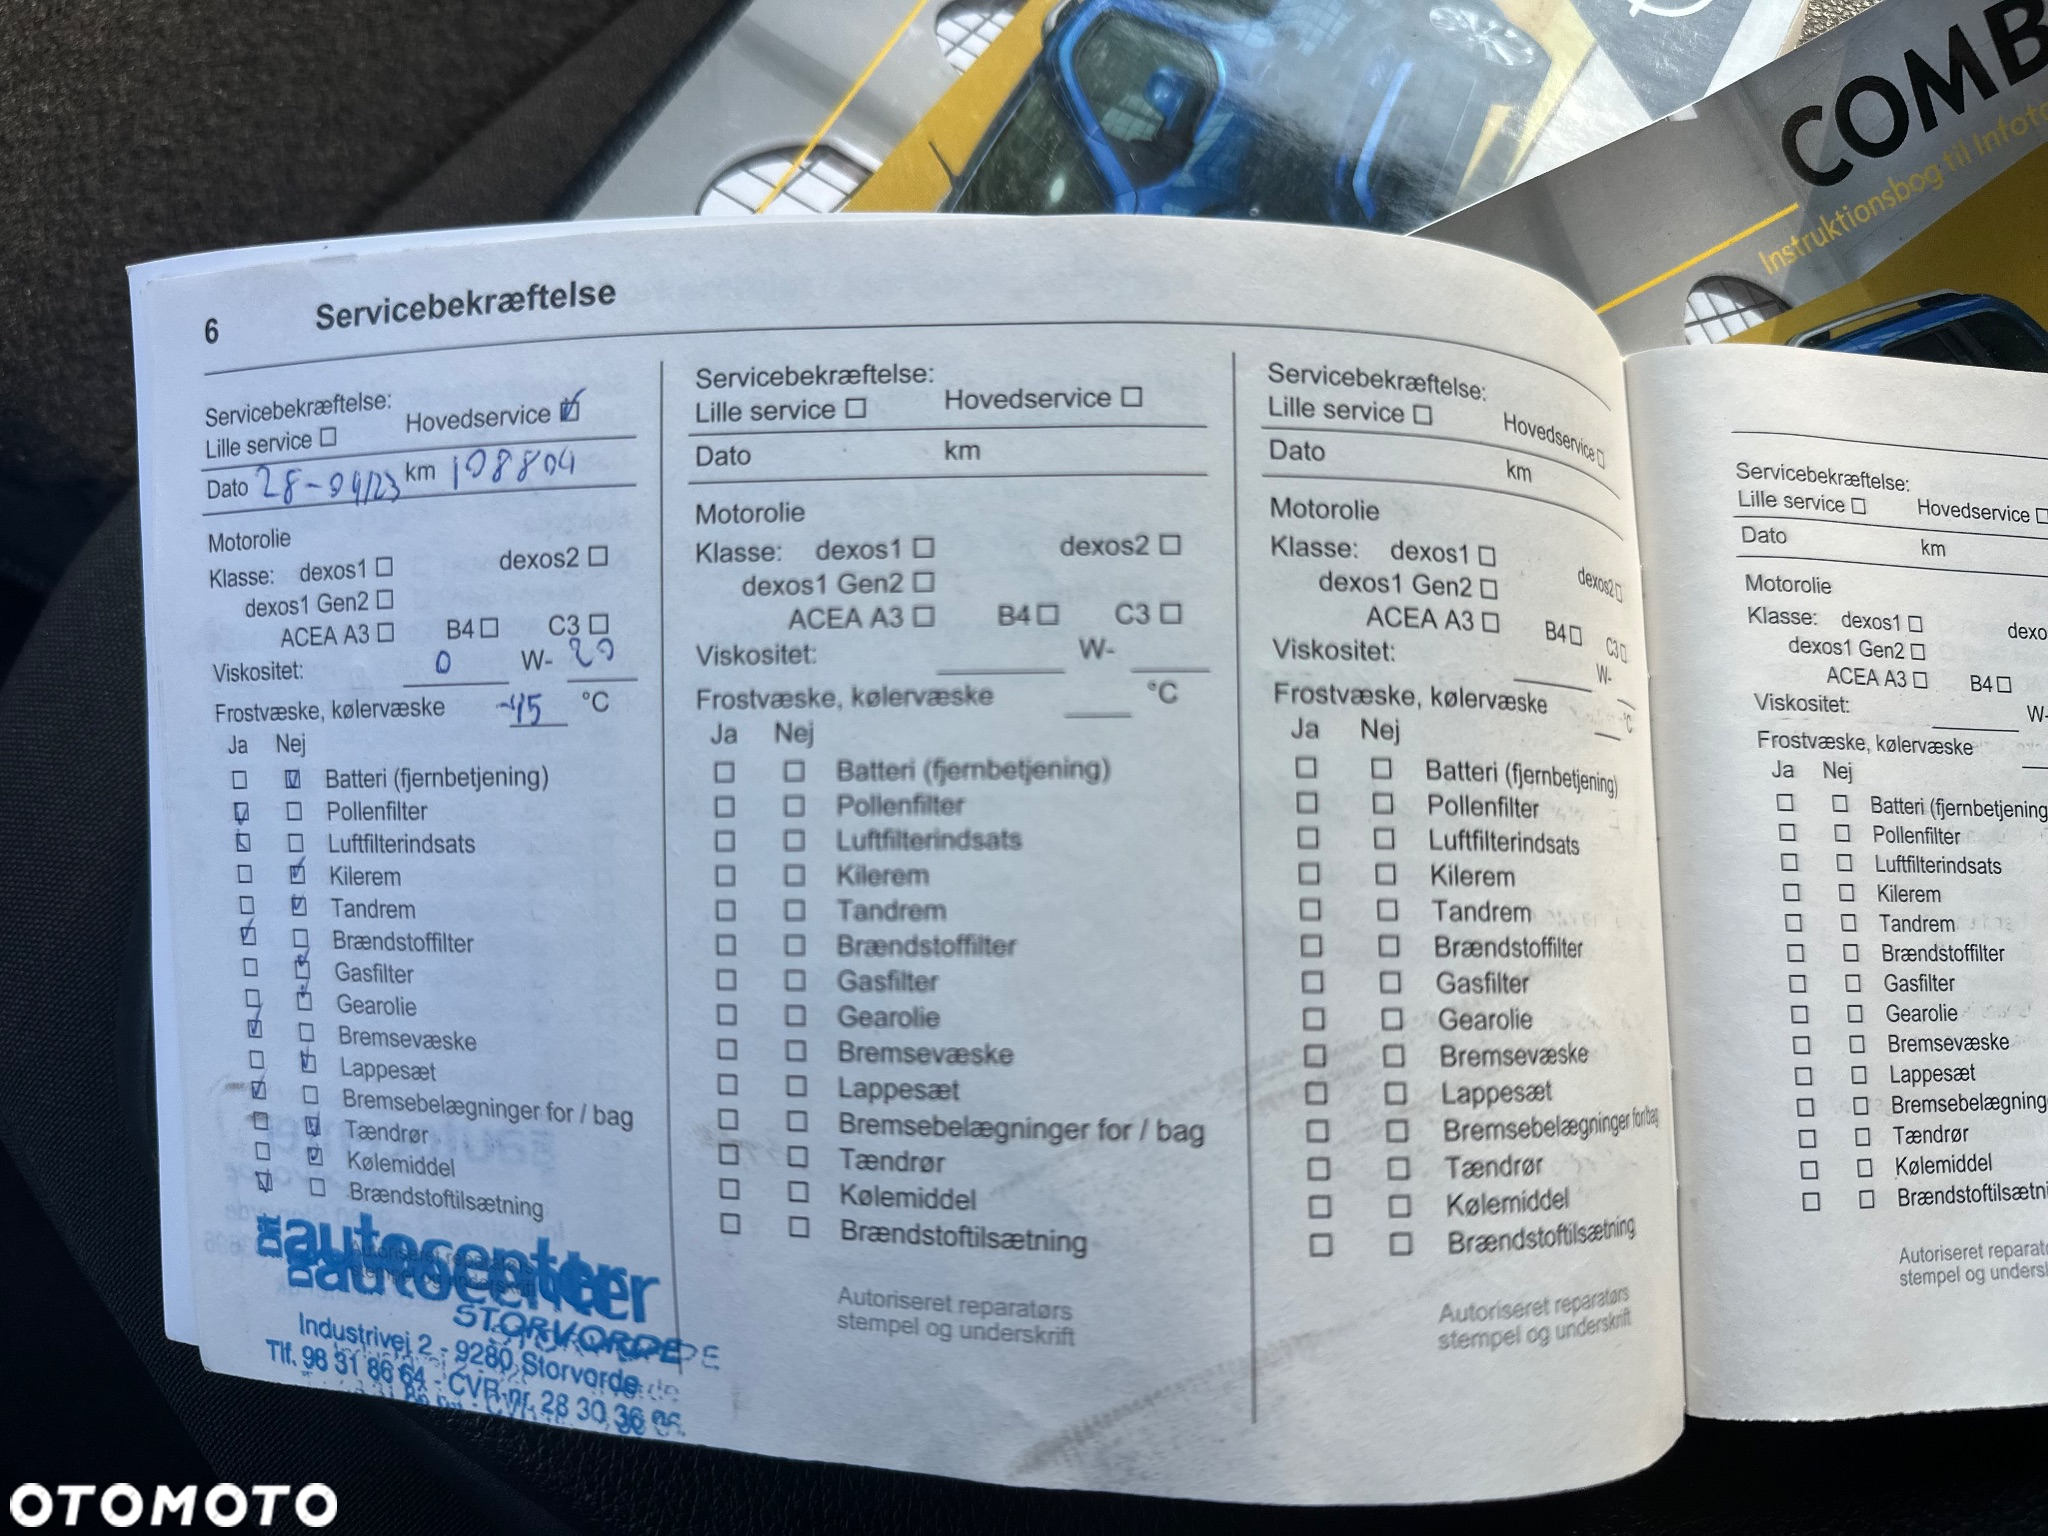 COMB
Instruktionsbog til Infota
6 Servicebekræftelse
Servicebekræftelse:
Lille service Hovedservice
Dato 28-04/23 km 108804
Motorolie
Klasse: dexos1 dexos2
dexos1 Gen2
ACEA A3 B4 C3
Viskositet: 0 W- 20
Frostvæske, kølervæske -45 °C
Ja Nej
Batteri (fjernbetjening)
Pollenfilter
Luftfilterindsats
Kilerem
Tandrem
Brændstoffilter
Gasfilter
Gearolie
Bremsevæske
Lappesæt
Bremsebelægninger for / bag
Tændrør
Kølemiddel
Brændstoftilsætning
autocenter
STORVORDE
Industrivej 2 - 9280 Storvorde
Tlf. 98 31 86 64 - CVR-nr. 28 30 36
Servicebekræftelse:
Lille service Hovedservice
Dato km
Motorolie
Klasse: dexos1 dexos2
dexos1 Gen2
ACEA A3 B4 C3
Viskositet: W-
Frostvæske, kølervæske °C
Ja Nej
Batteri (fjernbetjening)
Pollenfilter
Luftfilterindsats
Kilerem
Tandrem
Brændstoffilter
Gasfilter
Gearolie
Bremsevæske
Lappesæt
Bremsebelægninger for / bag
Tændrør
Kølemiddel
Brændstoftilsætning
Autoriseret reparatørs
stempel og underskrift
Servicebekræftelse:
Lille service Hovedservice
Dato km
Motorolie
Klasse: dexos1 dexos2
dexos1 Gen2
ACEA A3 B4 C3
Viskositet: W-
Frostvæske, kølervæske °C
Ja Nej
Batteri (fjernbetjening)
Pollenfilter
Luftfilterindsats
Kilerem
Tandrem
Brændstoffilter
Gasfilter
Gearolie
Bremsevæske
Lappesæt
Bremsebelægninger for/bag
Tændrør
Kølemiddel
Brændstoftilsætning
Autoriseret reparatørs
stempel og underskrift
Servicebekræftelse:
Lille service Hovedservice
Dato km
Motorolie
Klasse: dexos1 dexo
dexos1 Gen2
ACEA A3 B4
Viskositet: W-
Frostvæske, kølervæske
Ja Nej
Batteri (fjernbetjening
Pollenfilter
Luftfilterindsats
Kilerem
Tandrem
Brændstoffilter
Gasfilter
Gearolie
Bremsevæske
Lappesæt
Bremsebelægning
Tændrør
Kølemiddel
Brændstoftilsætni
Autoriseret reparatø
stempel og undersk
OTOMOTO